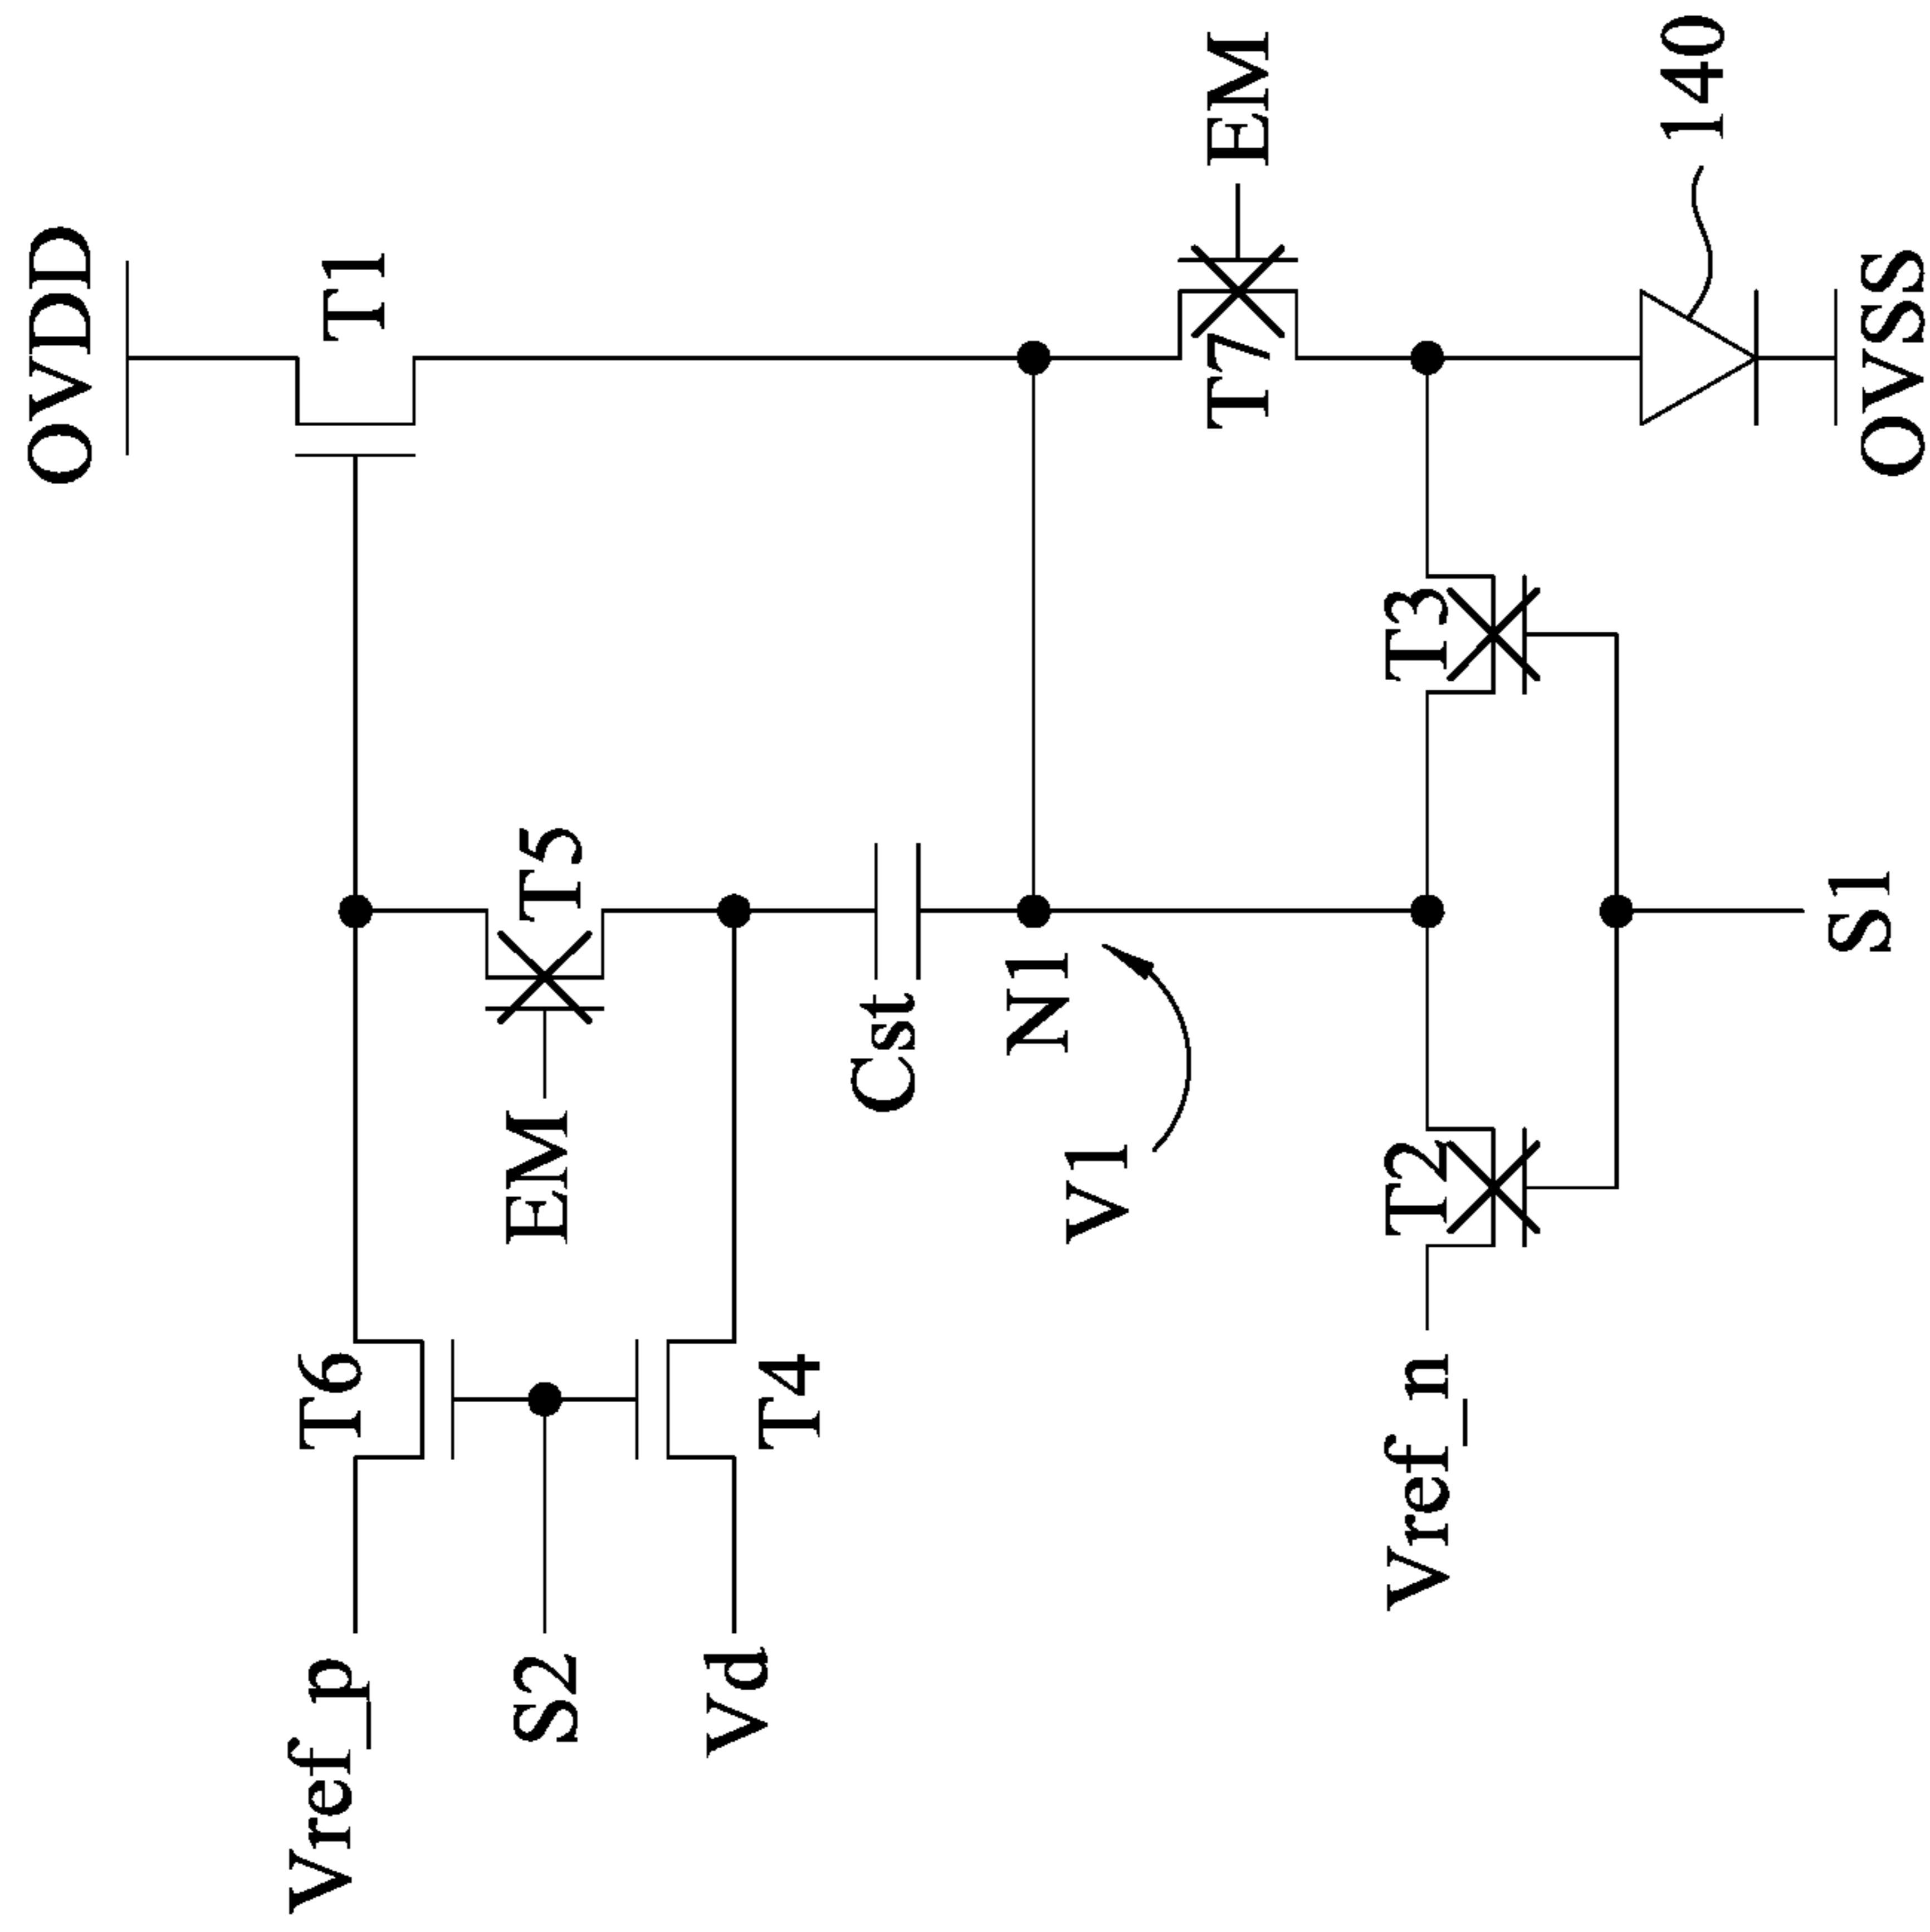 OVDD
T1
T6
Vref_p
T5
EM
S2
T4
Vd
Cst
N1
V1
EM
T7
T3
T2
Vref_n
140
S1
OVSS